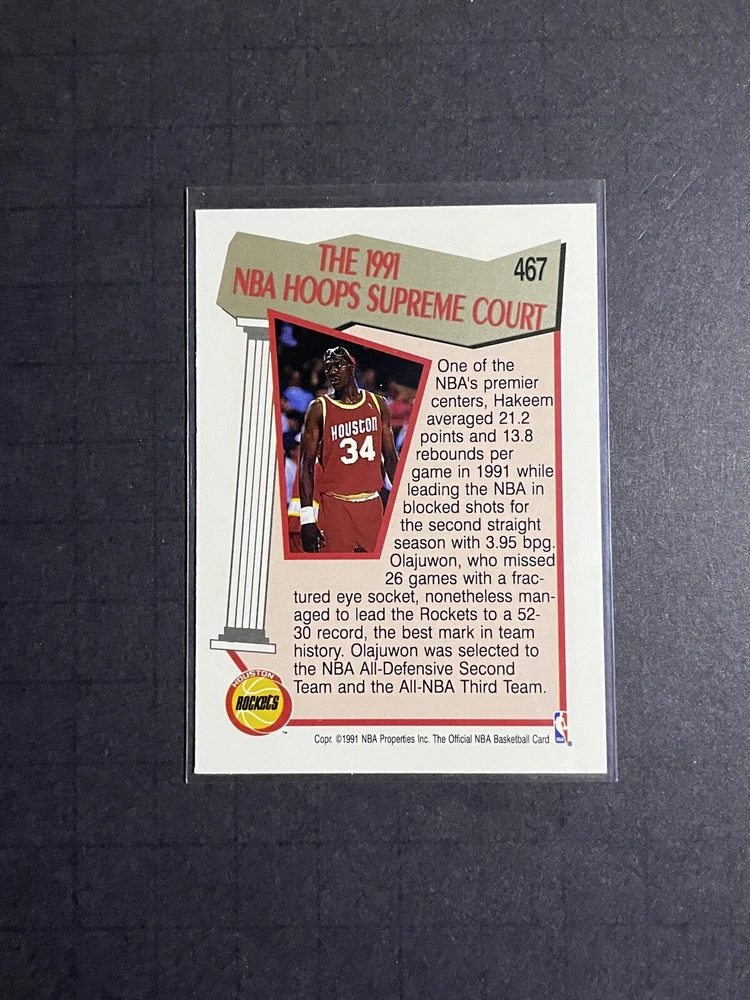 THE 1991
NBA HOOPS SUPREME COURT
467
HOUSTON
34
One of the
NBA's premier
centers, Hakeem
averaged 21.2
points and 13.8
rebounds per
game in 1991 while
leading the NBA in
blocked shots for
the second straight
season with 3.95 bpg.
Olajuwon, who missed
26 games with a frac-
tured eye socket, nonetheless man-
aged to lead the Rockets to a 52-
30 record, the best mark in team
history. Olajuwon was selected to
the NBA All-Defensive Second
Team and the All-NBA Third Team.
HOUSTON
ROCKETS
™
Copr. ©1991 NBA Properties Inc. The Official NBA Basketball Card
NBA
®